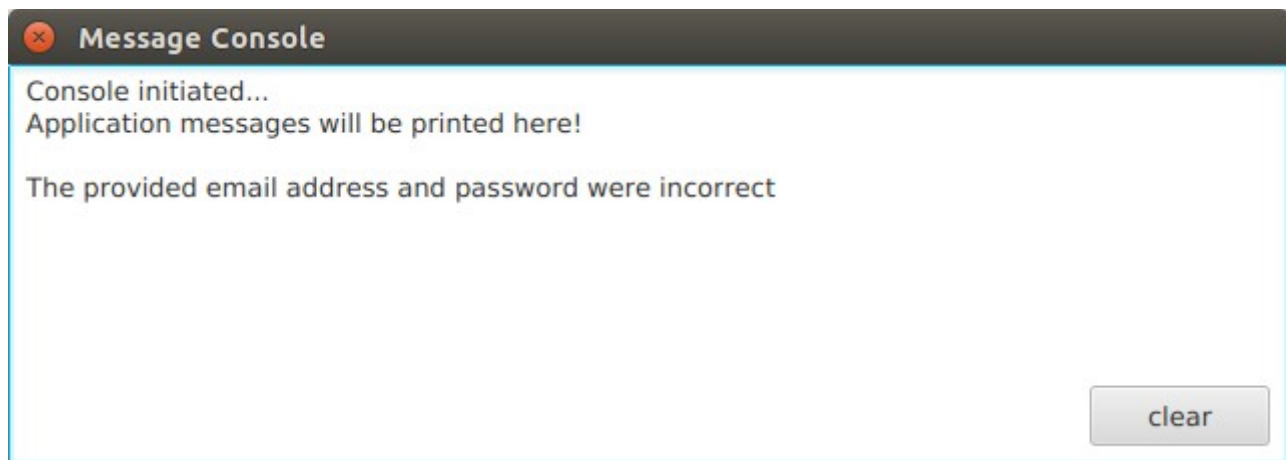 Message Console
Console initiated...
Application messages will be printed here!
The provided email address and password were incorrect
clear